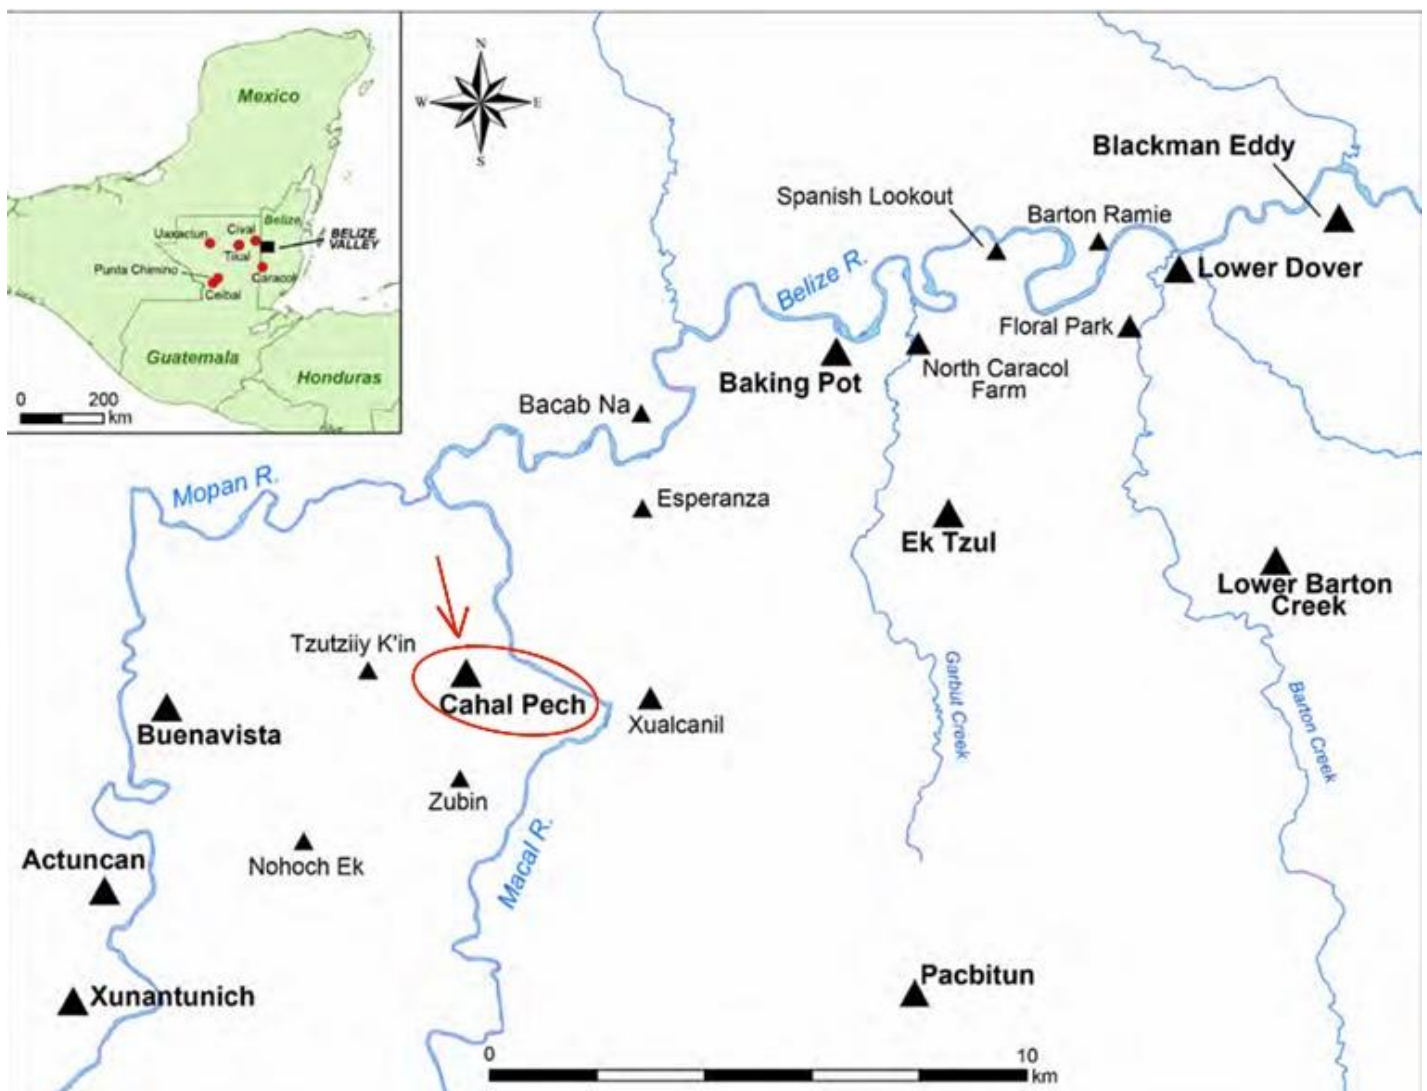 Mexico
Uaxactun
Cival
Belize
Tikal
BELIZE
VALLEY
Punta Chimino
Caracol
Ceibal
Guatemala
Honduras
0 200
km
N
W E
S
Blackman Eddy
Spanish Lookout
Barton Ramie
Belize R.
Lower Dover
Floral Park
North Caracol
Farm
Baking Pot
Bacab Na
Mopan R.
Esperanza
Ek Tzul
Lower Barton
Creek
Tzutziiy K'in
Cahal Pech
Xualcanil
Buenavista
Garbut Creek
Barton Creek
Zubin
Nohoch Ek
Macal R.
Actuncan
Xunantunich
Pacbitun
0 10
km